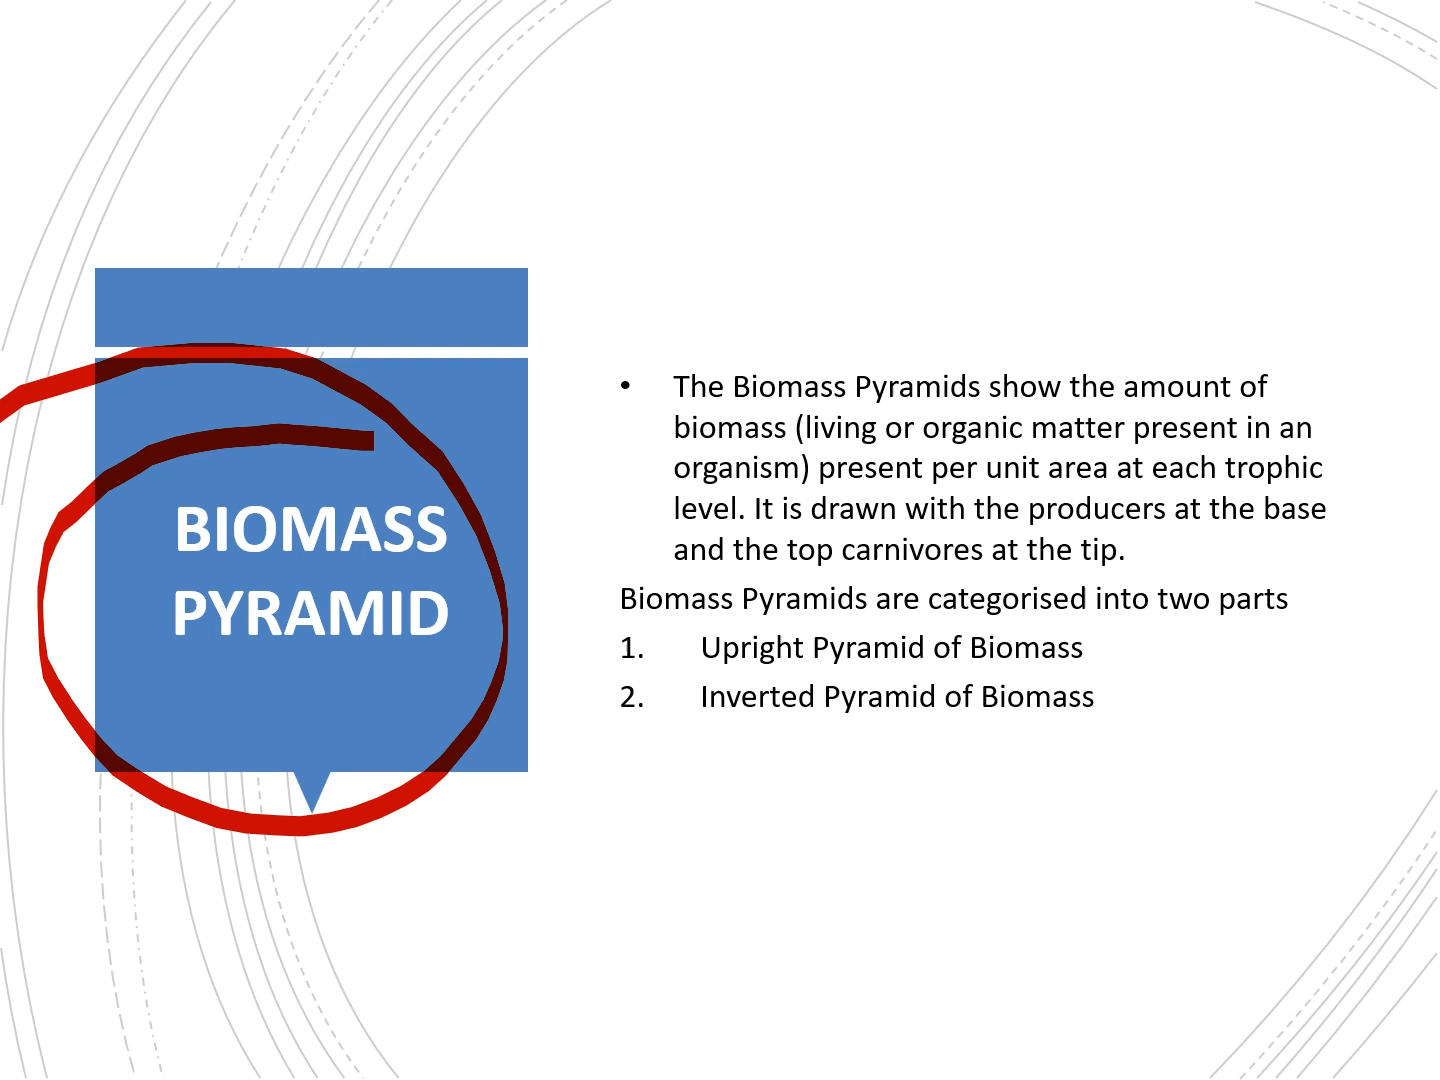 BIOMASS
PYRAMID
• The Biomass Pyramids show the amount of
biomass (living or organic matter present in an
organism) present per unit area at each trophic
level. It is drawn with the producers at the base
and the top carnivores at the tip.
Biomass Pyramids are categorised into two parts
1. Upright Pyramid of Biomass
2. Inverted Pyramid of Biomass